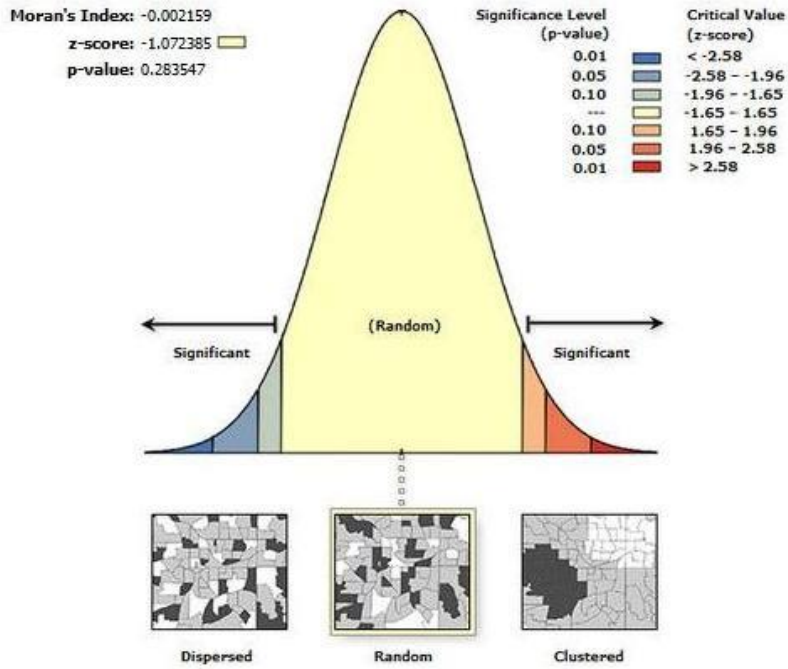 Moran's Index: -0.002159
z-score: -1.072385
p-value: 0.283547
Significance Level
(p-value)
Critical Value
(z-score)
0.01 < -2.58
0.05 -2.58 – -1.96
0.10 -1.96 – -1.65
--- -1.65 – 1.65
0.10 1.65 – 1.96
0.05 1.96 – 2.58
0.01 > 2.58
(Random)
Significant
Significant
Dispersed
Random
Clustered